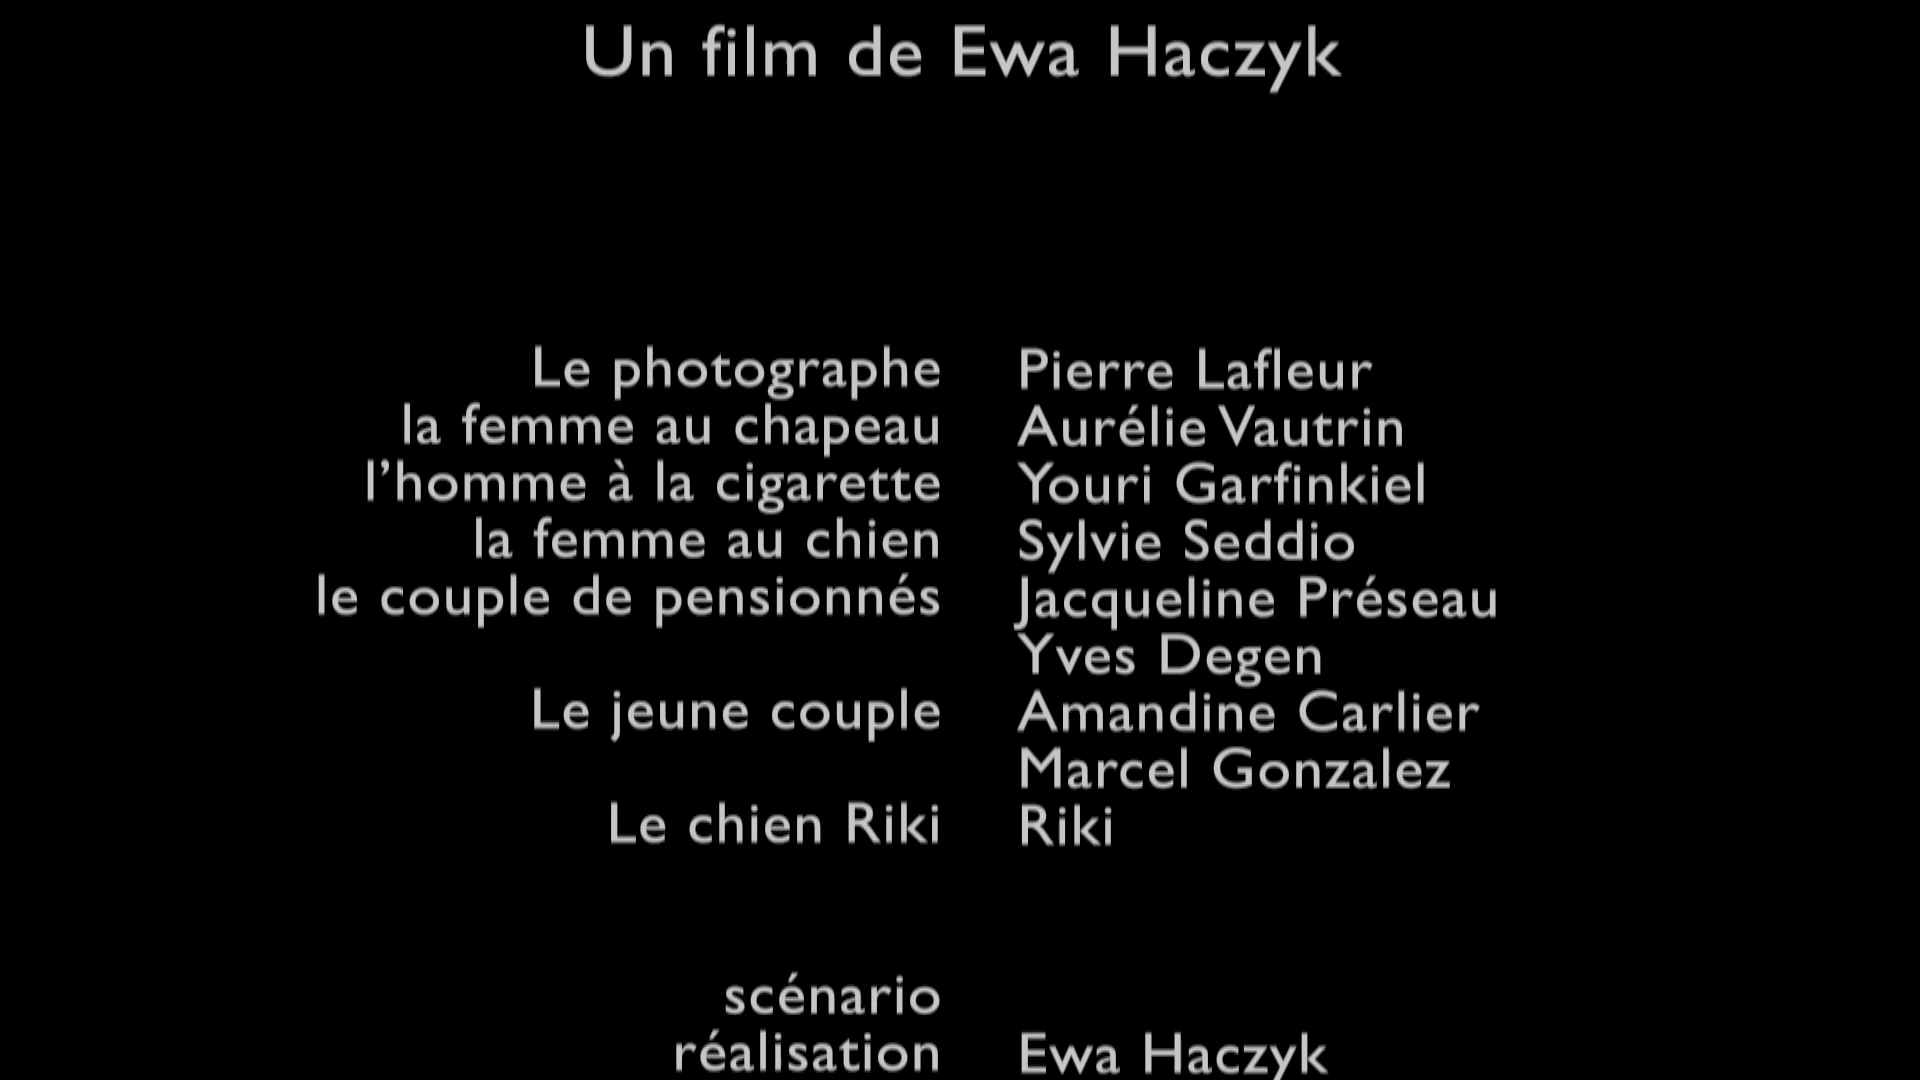 Un film de Ewa Haczyk
Le photographe Pierre Lafleur
la femme au chapeau Aurélie Vautrin
l'homme à la cigarette Youri Garfinkiel
la femme au chien Sylvie Seddio
le couple de pensionnés Jacqueline Préseau
Yves Degen
Le jeune couple Amandine Carlier
Marcel Gonzalez
Le chien Riki Riki
scénario
réalisation Ewa Haczyk